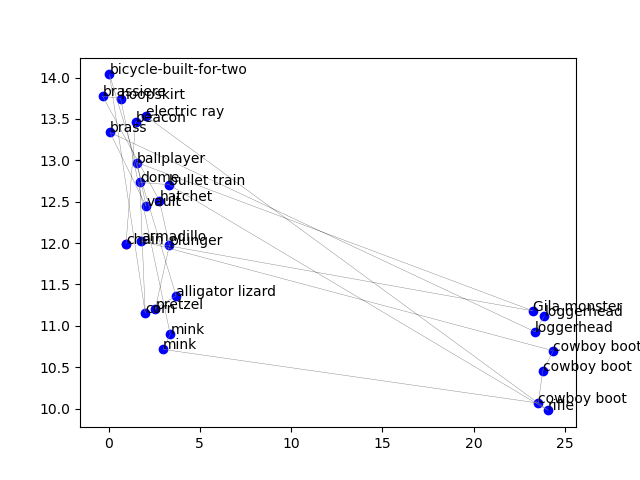 14.0
13.5
13.0
12.5
12.0
11.5
11.0
10.5
10.0
bicycle-built-for-two
brassiere
hoopskirt
electric ray
beacon
brass
ballplayer
dome
bullet train
hatchet
vault
chain
armadillo
plunger
alligator lizard
pretzel
corn
mink
mink
Gila monster
loggerhead
loggerhead
cowboy boot
cowboy boot
cowboy boot
rifle
0
5
10
15
20
25